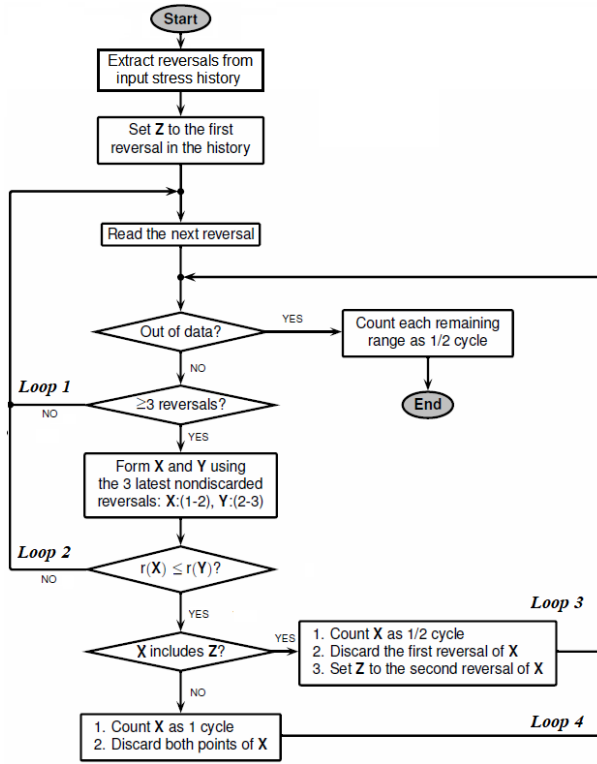 Start
Extract reversals from
input stress history
Set Z to the first
reversal in the history
Read the next reversal
Out of data?
YES
Count each remaining
range as 1/2 cycle
NO
End
Loop 1
≥3 reversals?
NO
YES
Form X and Y using
the 3 latest nondiscarded
reversals: X:(1-2), Y:(2-3)
Loop 2
r(X) ≤ r(Y)?
NO
YES
Loop 3
X includes Z?
YES
1. Count X as 1/2 cycle
2. Discard the first reversal of X
3. Set Z to the second reversal of X
NO
Loop 4
1. Count X as 1 cycle
2. Discard both points of X